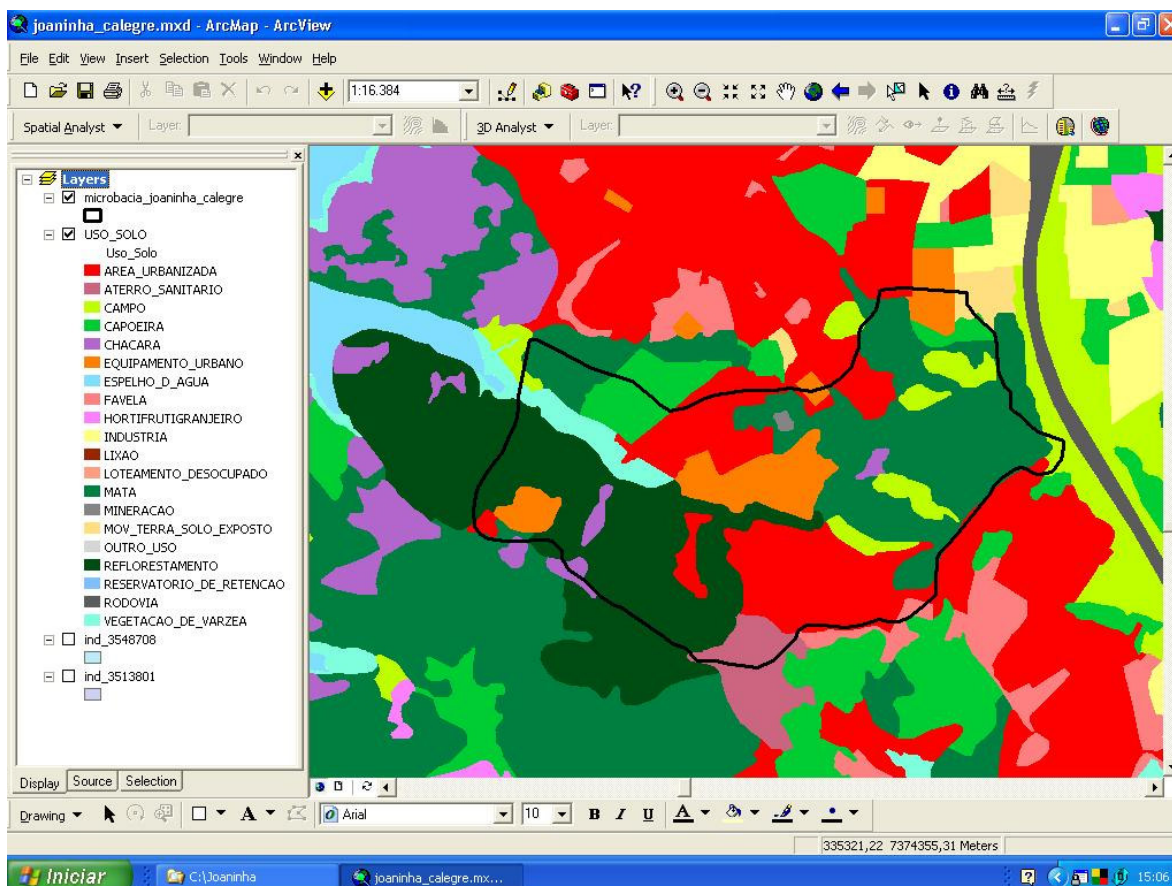 joaninha_calegre.mxd - ArcMap - ArcView
File Edit View Insert Selection Tools Window Help
1:16.384
Spatial Analyst Layer: 3D Analyst Layer:
Layers
microbacia_joaninha_calegre
USO_SOLO
Uso_Solo
AREA_URBANIZADA
ATERRO_SANITARIO
CAMPO
CAPOEIRA
CHACARA
EQUIPAMENTO_URBANO
ESPELHO_D_AGUA
FAVELA
HORTIFRUTIGRANJEIRO
INDUSTRIA
LIXAO
LOTEAMENTO_DESOCUPADO
MATA
MINERACAO
MOV_TERRA_SOLO_EXPOSTO
OUTRO_USO
REFLORESTAMENTO
RESERVATORIO_DE_RETENCAO
RODOVIA
VEGETACAO_DE_VARZEA
ind_3548708
ind_3513801
Display Source Selection
Drawing A Arial 10 B I U A
335321,22 7374355,31 Meters
Iniciar C:\Joaninha joaninha_calegre.mx... 15:06